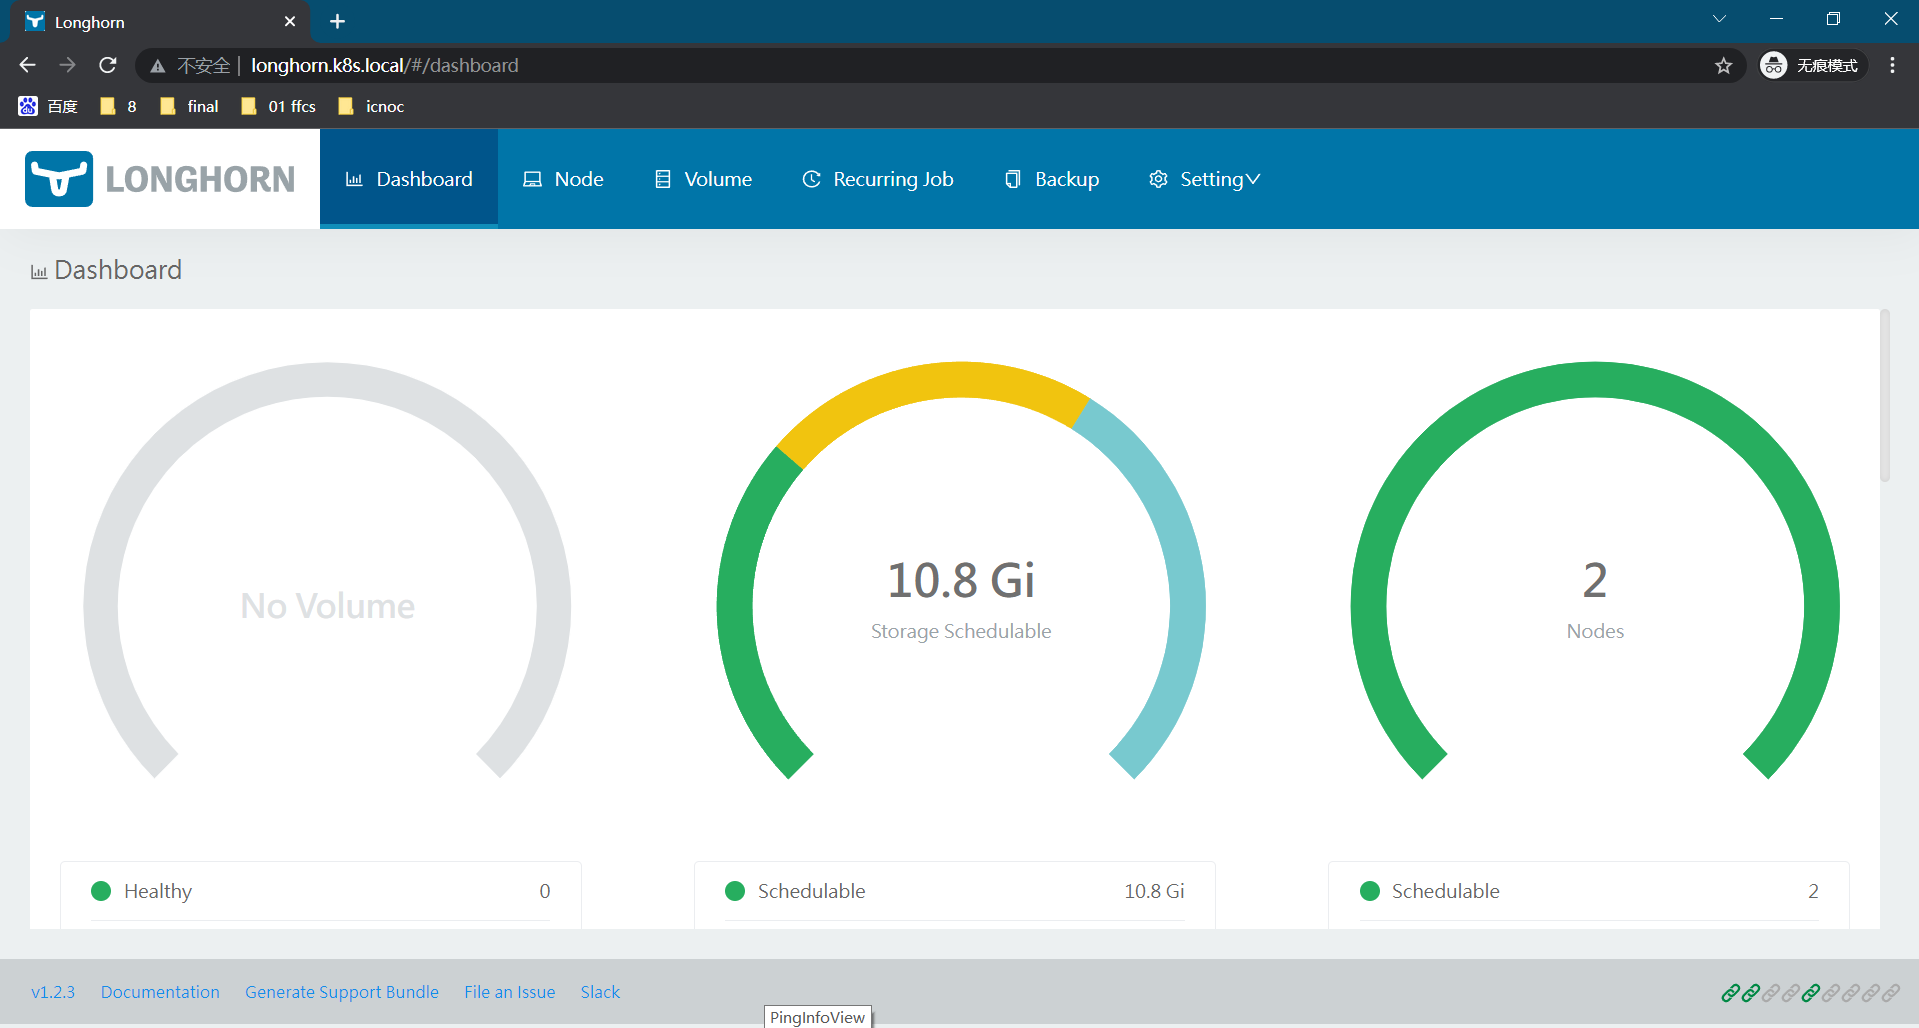 Longhorn
不安全 longhorn.k8s.local/#/dashboard 无痕模式
百度 8 final 01 ffcs icnoc
LONGHORN Dashboard Node Volume Recurring Job Backup Setting
Dashboard
No Volume
10.8 Gi
Storage Schedulable
2
Nodes
Healthy 0
Schedulable 10.8 Gi
Schedulable 2
v1.2.3 Documentation Generate Support Bundle File an Issue Slack
PingInfoView